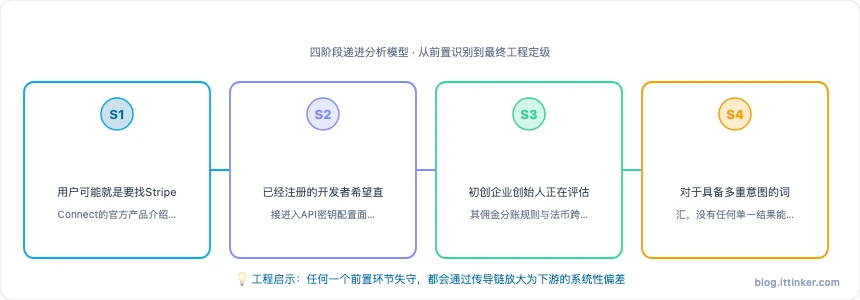 四阶段递进分析模型 · 从前置识别到最终工程定级
S1
用户可能就是要找Stripe
Connect的官方产品介绍...
S2
已经注册的开发者希望直
接进入API密钥配置面...
S3
初创企业创始人正在评估
其佣金分账规则与法币跨...
S4
对于具备多重意图的词
汇，没有任何单一结果能...
💡 工程启示：任何一个前置环节失守，都会通过传导链放大为下游的系统性偏差
blog.ittinker.com